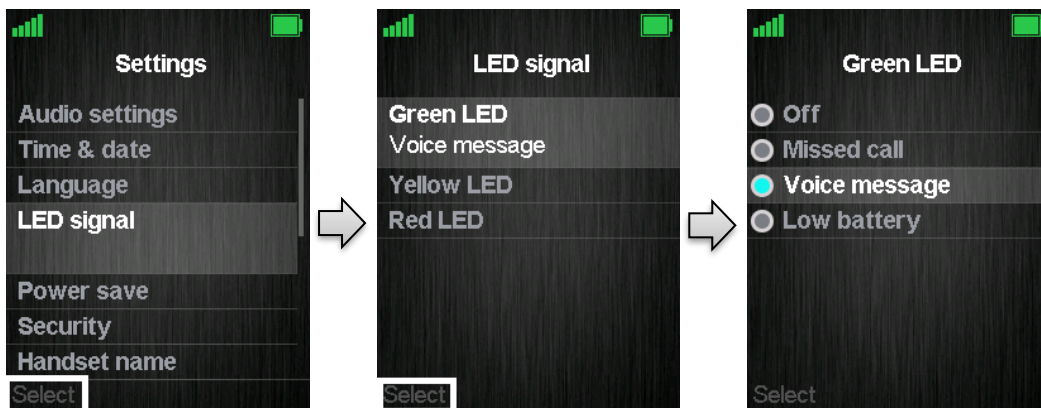 Settings
Audio settings
Time & date
Language
LED signal
Power save
Security
Handset name
Select
LED signal
Green LED
Voice message
Yellow LED
Red LED
Select
Green LED
Off
Missed call
Voice message
Low battery
Select